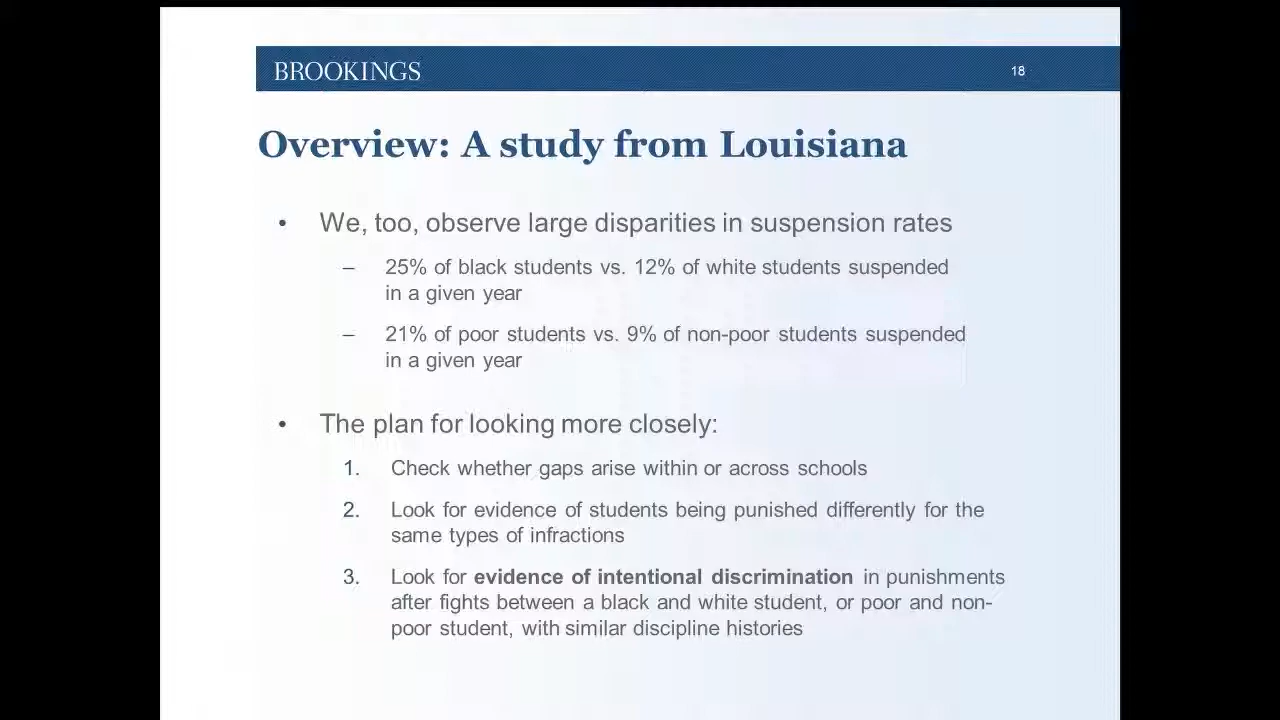 BROOKINGS
18
Overview: A study from Louisiana
• We, too, observe large disparities in suspension rates
– 25% of black students vs. 12% of white students suspended
in a given year
– 21% of poor students vs. 9% of non-poor students suspended
in a given year
• The plan for looking more closely:
1. Check whether gaps arise within or across schools
2. Look for evidence of students being punished differently for the
same types of infractions
3. Look for evidence of intentional discrimination in punishments
after fights between a black and white student, or poor and non-
poor student, with similar discipline histories